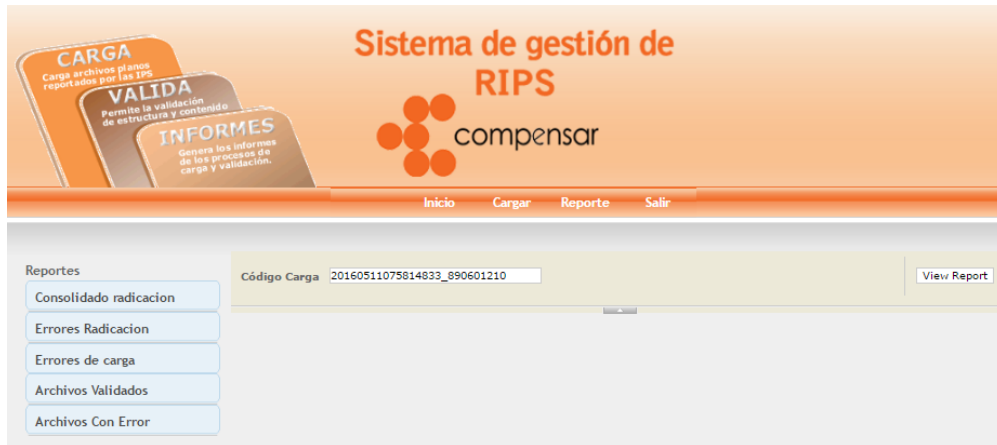 CARGA
Carga archivos planos
reportados por las IPS
VALIDA
Permite la validación
de estructura y contenido
INFORMES
Genera los informes
de los procesos de
carga y validación.
Sistema de gestión de
RIPS
compensar
Inicio Cargar Reporte Salir
Reportes
Consolidado radicacion
Errores Radicacion
Errores de carga
Archivos Validados
Archivos Con Error
Código Carga 20160511075814833_890601210 View Report